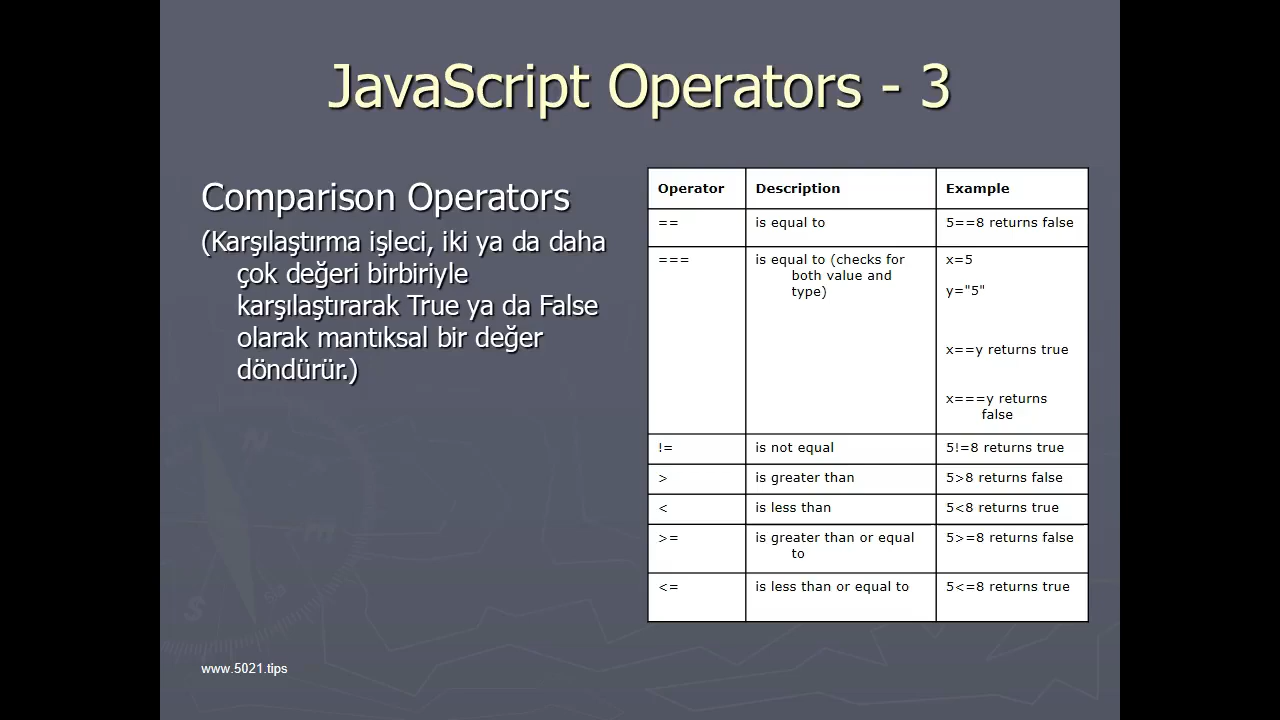 JavaScript Operators - 3
Comparison Operators
(Karşılaştırma işleci, iki ya da daha
çok değeri birbiriyle
karşılaştırarak True ya da False
olarak mantıksal bir değer
döndürür.)
Operator Description Example
== is equal to 5==8 returns false
=== is equal to (checks for x=5
both value and
type) y="5"
x==y returns true
x===y returns
false
!= is not equal 5!=8 returns true
> is greater than 5>8 returns false
< is less than 5<8 returns true
>= is greater than or equal 5>=8 returns false
to
<= is less than or equal to 5<=8 returns true
www.5021.tips
N
E
S
SE